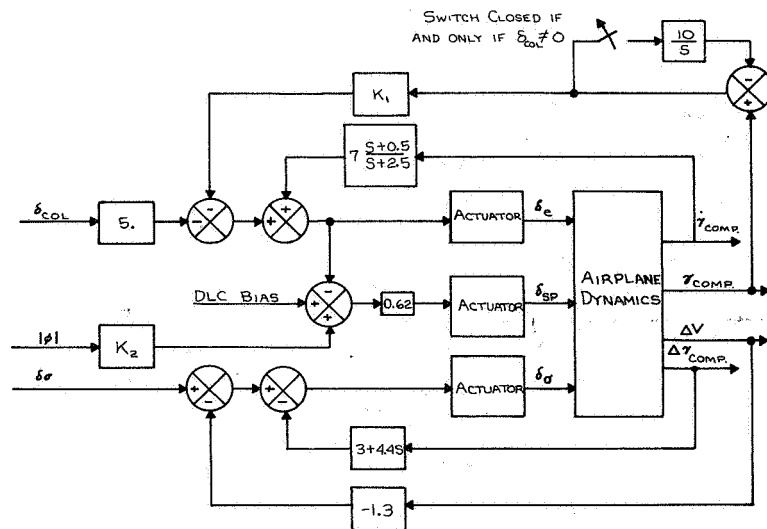 SWITCH CLOSED IF
AND ONLY IF δCOL≠0
10
S
-
+
K₁
7 S+0.5
S+2.5
δCOL
5.
-
-
+
+
ACTUATOR
δe
γ̇COMP.
AIRPLANE
DYNAMICS
γCOMP.
DLC BIAS
-
+
+
0.62
ACTUATOR
δSP
|ϕ|
K₂
ΔV
ΔγCOMP.
δσ
+
-
+
-
ACTUATOR
δσ
3+4.4S
-1.3